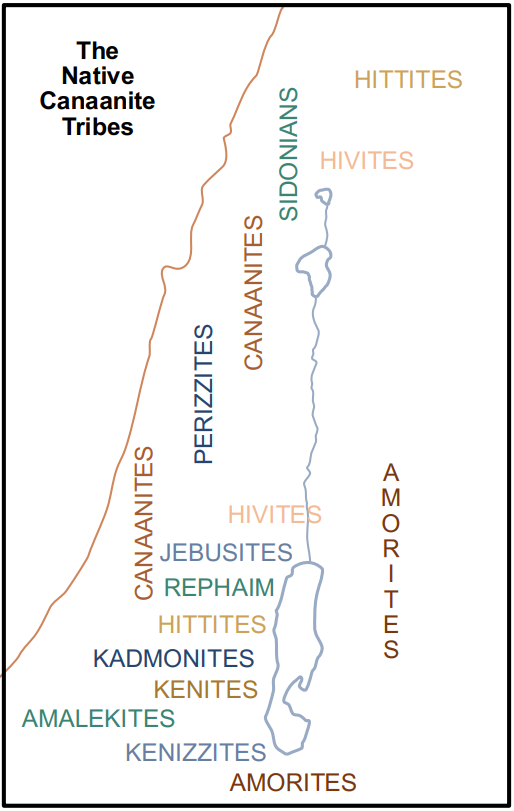 The
Native
Canaanite
Tribes
HITTITES
SIDONIANS
HIVITES
CANAANITES
PERIZZITES
CANAANITES
AMORITES
HIVITES
JEBUSITES
REPHAIM
HITTITES
KADMONITES
KENITES
AMALEKITES
KENIZZITES
AMORITES